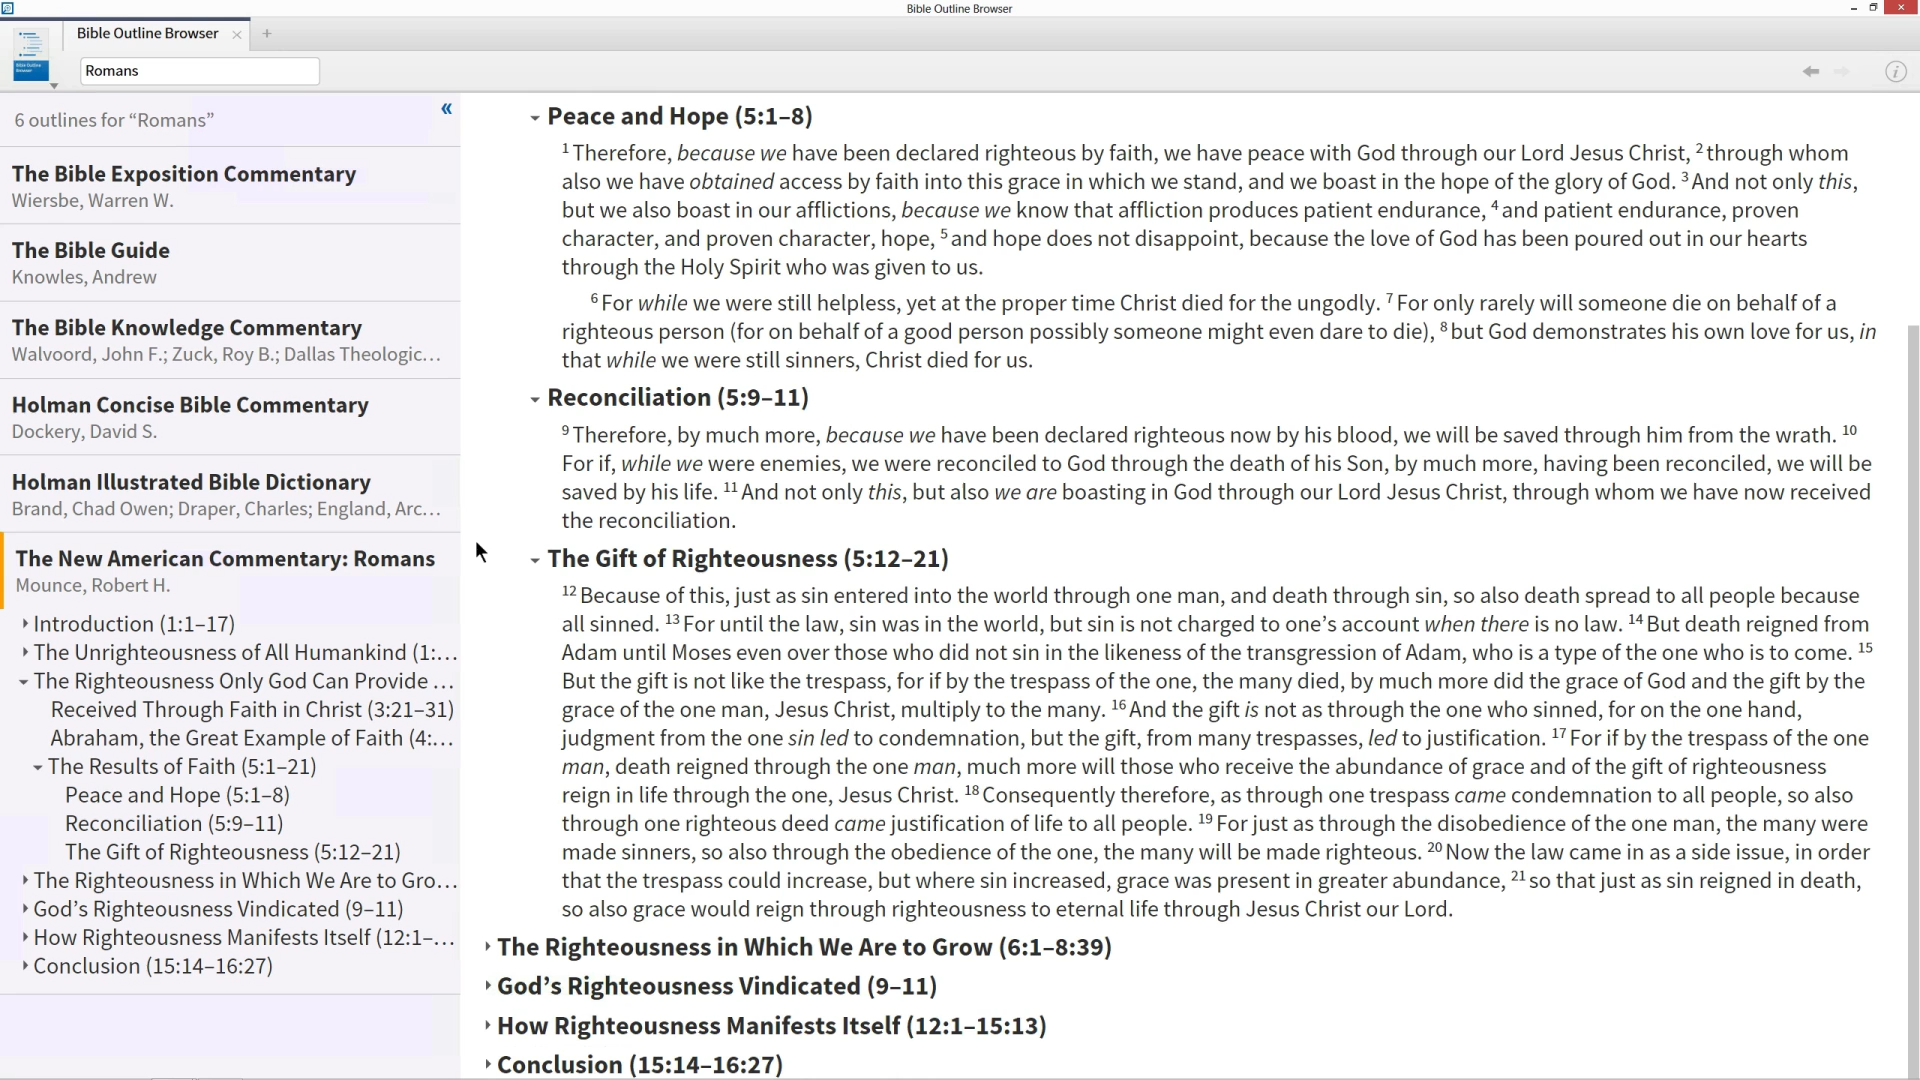 Bible Outline Browser
Bible Outline Browser
Romans
6 outlines for “Romans”
The Bible Exposition Commentary
Wiersbe, Warren W.
The Bible Guide
Knowles, Andrew
The Bible Knowledge Commentary
Walvoord, John F.; Zuck, Roy B.; Dallas Theologic...
Holman Concise Bible Commentary
Dockery, David S.
Holman Illustrated Bible Dictionary
Brand, Chad Owen; Draper, Charles; England, Arc...
The New American Commentary: Romans
Mounce, Robert H.
Introduction (1:1–17)
The Unrighteousness of All Humankind (1:...
The Righteousness Only God Can Provide ...
Received Through Faith in Christ (3:21–31)
Abraham, the Great Example of Faith (4:...
The Results of Faith (5:1–21)
Peace and Hope (5:1–8)
Reconciliation (5:9–11)
The Gift of Righteousness (5:12–21)
The Righteousness in Which We Are to Gro...
God’s Righteousness Vindicated (9–11)
How Righteousness Manifests Itself (12:1–...
Conclusion (15:14–16:27)
Peace and Hope (5:1–8)
1 Therefore, because we have been declared righteous by faith, we have peace with God through our Lord Jesus Christ, 2 through whom
also we have obtained access by faith into this grace in which we stand, and we boast in the hope of the glory of God. 3 And not only this,
but we also boast in our afflictions, because we know that affliction produces patient endurance, 4 and patient endurance, proven
character, and proven character, hope, 5 and hope does not disappoint, because the love of God has been poured out in our hearts
through the Holy Spirit who was given to us.
6 For while we were still helpless, yet at the proper time Christ died for the ungodly. 7 For only rarely will someone die on behalf of a
righteous person (for on behalf of a good person possibly someone might even dare to die), 8 but God demonstrates his own love for us, in
that while we were still sinners, Christ died for us.
Reconciliation (5:9–11)
9 Therefore, by much more, because we have been declared righteous now by his blood, we will be saved through him from the wrath. 10
For if, while we were enemies, we were reconciled to God through the death of his Son, by much more, having been reconciled, we will be
saved by his life. 11 And not only this, but also we are boasting in God through our Lord Jesus Christ, through whom we have now received
the reconciliation.
The Gift of Righteousness (5:12–21)
12 Because of this, just as sin entered into the world through one man, and death through sin, so also death spread to all people because
all sinned. 13 For until the law, sin was in the world, but sin is not charged to one’s account when there is no law. 14 But death reigned from
Adam until Moses even over those who did not sin in the likeness of the transgression of Adam, who is a type of the one who is to come. 15
But the gift is not like the trespass, for if by the trespass of the one, the many died, by much more did the grace of God and the gift by the
grace of the one man, Jesus Christ, multiply to the many. 16 And the gift is not as through the one who sinned, for on the one hand,
judgment from the one sin led to condemnation, but the gift, from many trespasses, led to justification. 17 For if by the trespass of the one
man, death reigned through the one man, much more will those who receive the abundance of grace and of the gift of righteousness
reign in life through the one, Jesus Christ. 18 Consequently therefore, as through one trespass came condemnation to all people, so also
through one righteous deed came justification of life to all people. 19 For just as through the disobedience of the one man, the many were
made sinners, so also through the obedience of the one, the many will be made righteous. 20 Now the law came in as a side issue, in order
that the trespass could increase, but where sin increased, grace was present in greater abundance, 21 so that just as sin reigned in death,
so also grace would reign through righteousness to eternal life through Jesus Christ our Lord.
The Righteousness in Which We Are to Grow (6:1–8:39)
God’s Righteousness Vindicated (9–11)
How Righteousness Manifests Itself (12:1–15:13)
Conclusion (15:14–16:27)